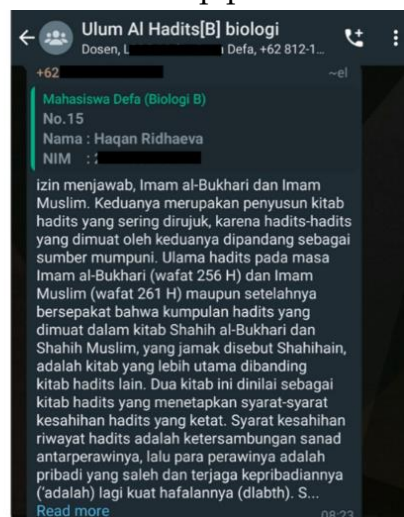 Ulum Al Hadits[B] biologi
Dosen, L Defa, +62 812-1...
+62 ~el
Mahasiswa Defa (Biologi B)
No.15
Nama : Haqan Ridhaeva
NIM :
izin menjawab, Imam al-Bukhari dan Imam
Muslim. Keduanya merupakan penyusun kitab
hadits yang sering dirujuk, karena hadits-hadits
yang dimuat oleh keduanya dipandang sebagai
sumber mumpuni. Ulama hadits pada masa
Imam al-Bukhari (wafat 256 H) dan Imam
Muslim (wafat 261 H) maupun setelahnya
bersepakat bahwa kumpulan hadits yang
dimuat dalam kitab Shahih al-Bukhari dan
Shahih Muslim, yang jamak disebut Shahihain,
adalah kitab yang lebih utama dibanding
kitab hadits lain. Dua kitab ini dinilai sebagai
kitab hadits yang menetapkan syarat-syarat
kesahihan hadits yang ketat. Syarat kesahihan
riwayat hadits adalah ketersambungan sanad
antarperawinya, lalu para perawinya adalah
pribadi yang saleh dan terjaga kepribadiannya
('adalah) lagi kuat hafalannya (dlabth). S...
Read more 08:23